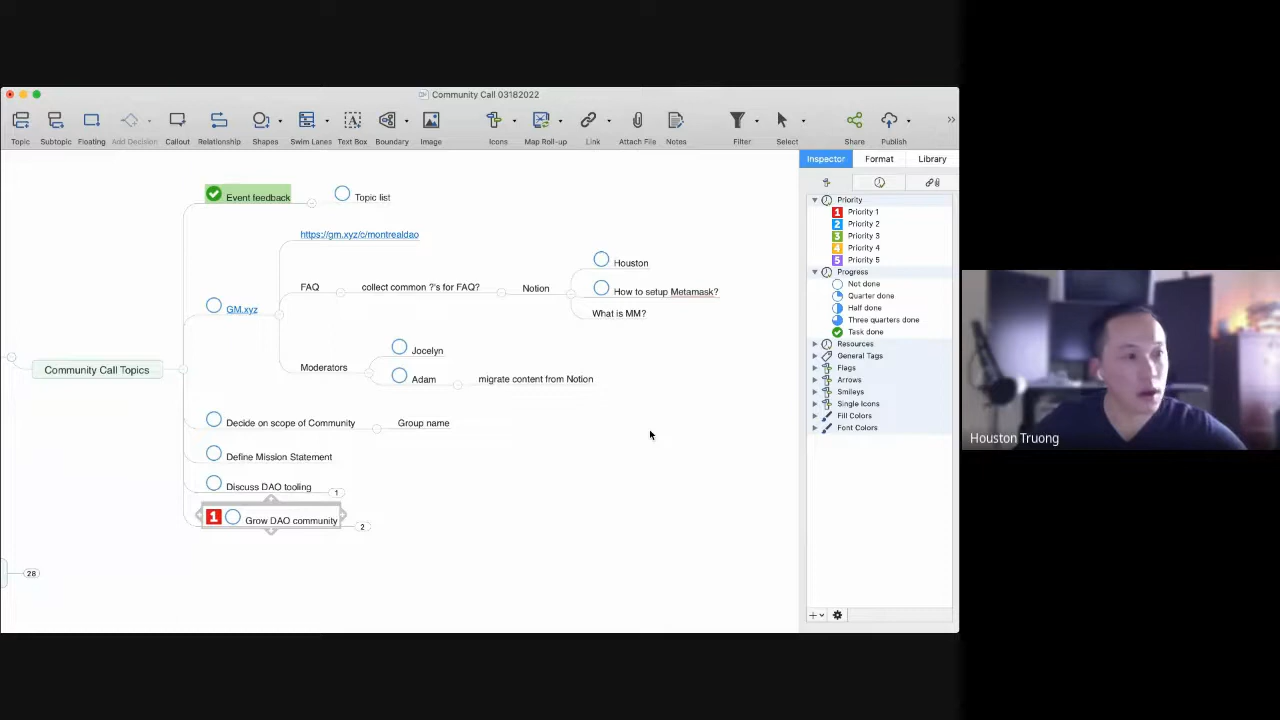 Community Call 03182022
Topic
Subtopic
Floating
Add Decision
Callout
Relationship
Shapes
Swim Lanes
Text Box
Boundary
Image
Icons
Map Roll-up
Link
Attach File
Notes
Filter
Select
Share
Publish
Inspector
Format
Library
Event feedback
Topic list
https://gm.xyz/c/montrealdao
FAQ
collect common ?'s for FAQ?
Notion
Houston
How to setup Metamask?
What is MM?
GM.xyz
Moderators
Jocelyn
Adam
migrate content from Notion
Community Call Topics
Decide on scope of Community
Group name
Define Mission Statement
Discuss DAO tooling
1
1
Grow DAO community
2
28
Priority
1 Priority 1
2 Priority 2
3 Priority 3
4 Priority 4
5 Priority 5
Progress
Not done
Quarter done
Half done
Three quarters done
Task done
Resources
General Tags
Flags
Arrows
Smileys
Single Icons
Fill Colors
Font Colors
Houston Truong